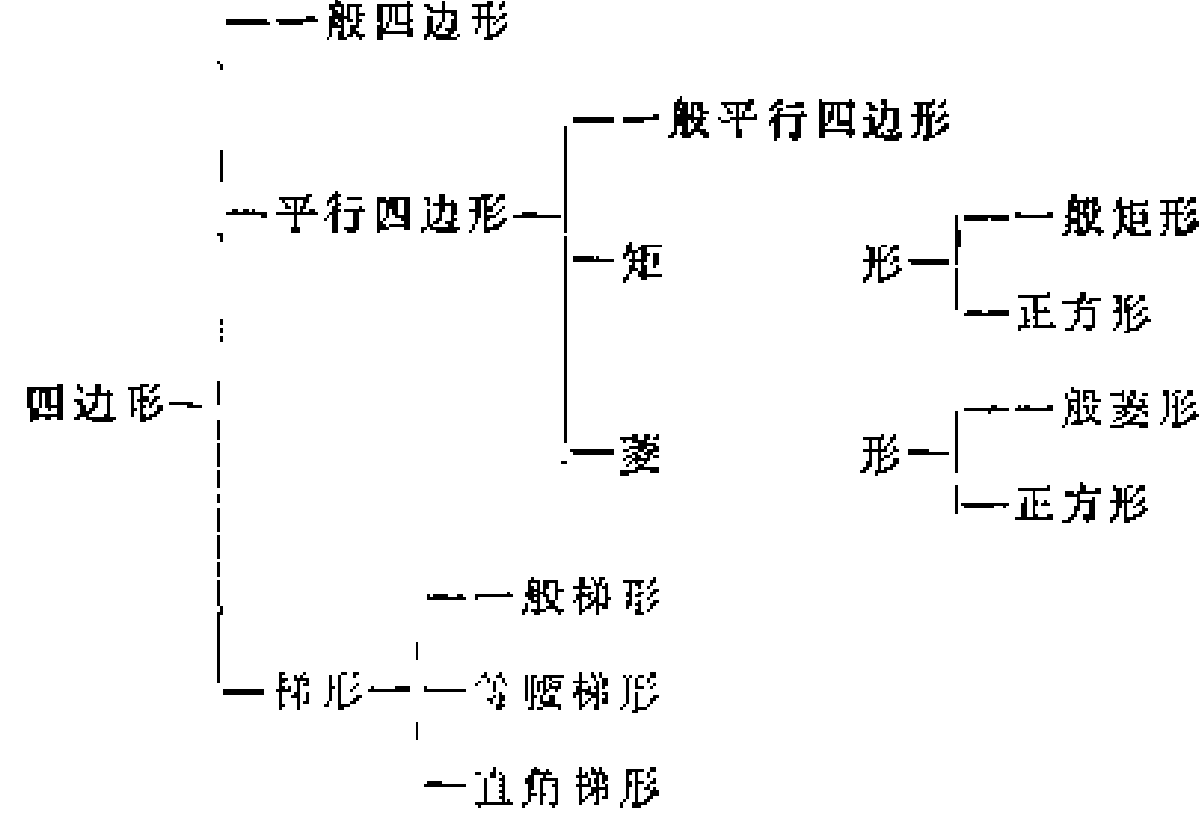 一般四边形
一般平行四边形
平行四边形
一般矩形
矩形
正方形
四边形
一般菱形
菱形
正方形
一般梯形
梯形
等腰梯形
直角梯形